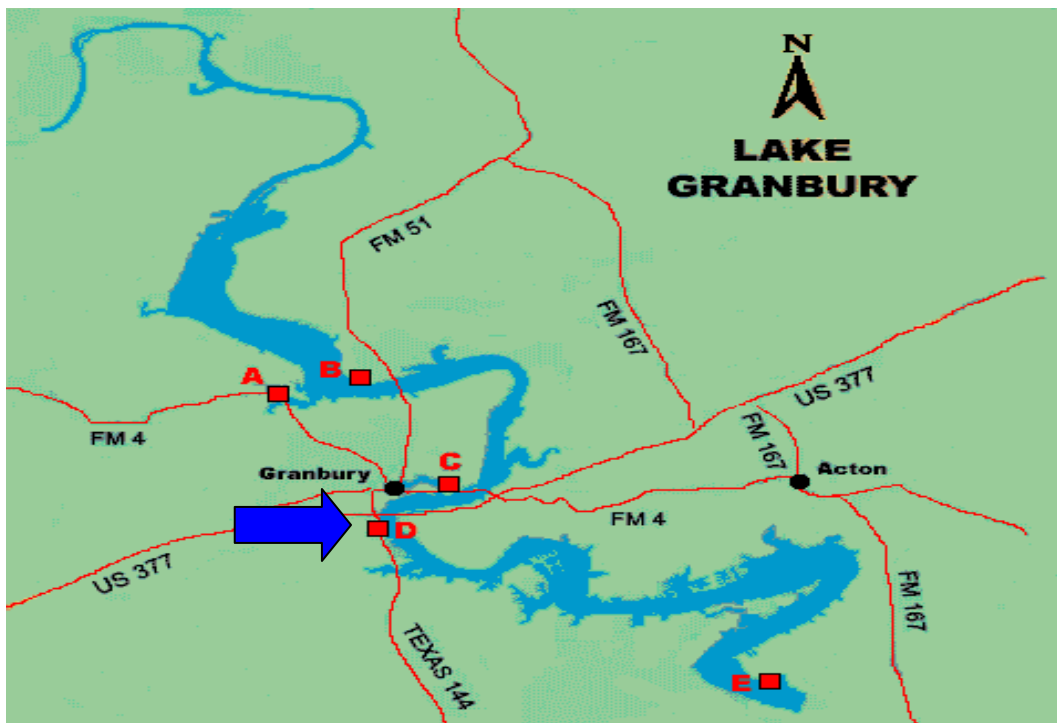 N
LAKE
GRANBURY
FM 51
FM 167
US 377
B
A
FM 4
FM 167
Granbury
C
Acton
FM 4
D
US 377
FM 167
TEXAS 144
E